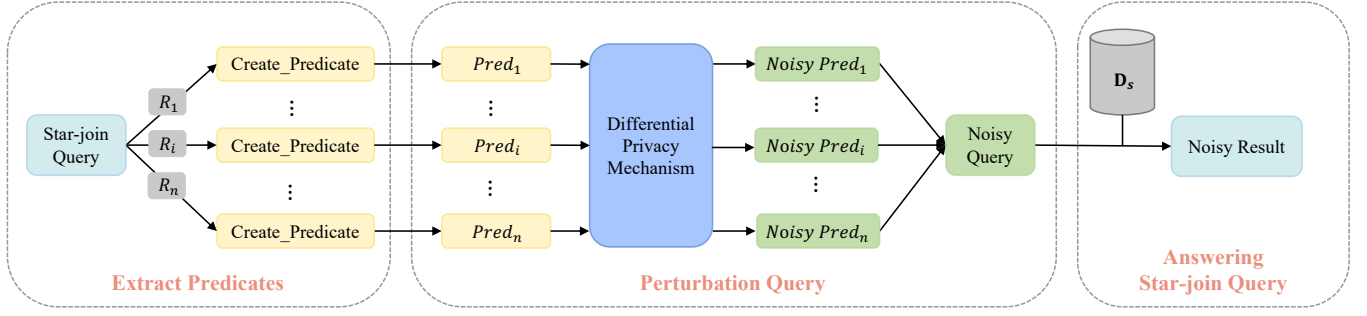 Star-join
Query
R₁
Rᵢ
Rₙ
Create_Predicate
⋮
Create_Predicate
⋮
Create_Predicate
Extract Predicates
Pred₁
⋮
Predᵢ
⋮
Predₙ
Differential
Privacy
Mechanism
Noisy Pred₁
⋮
Noisy Predᵢ
⋮
Noisy Predₙ
Noisy
Query
Perturbation Query
Dₛ
Noisy Result
Answering
Star-join Query